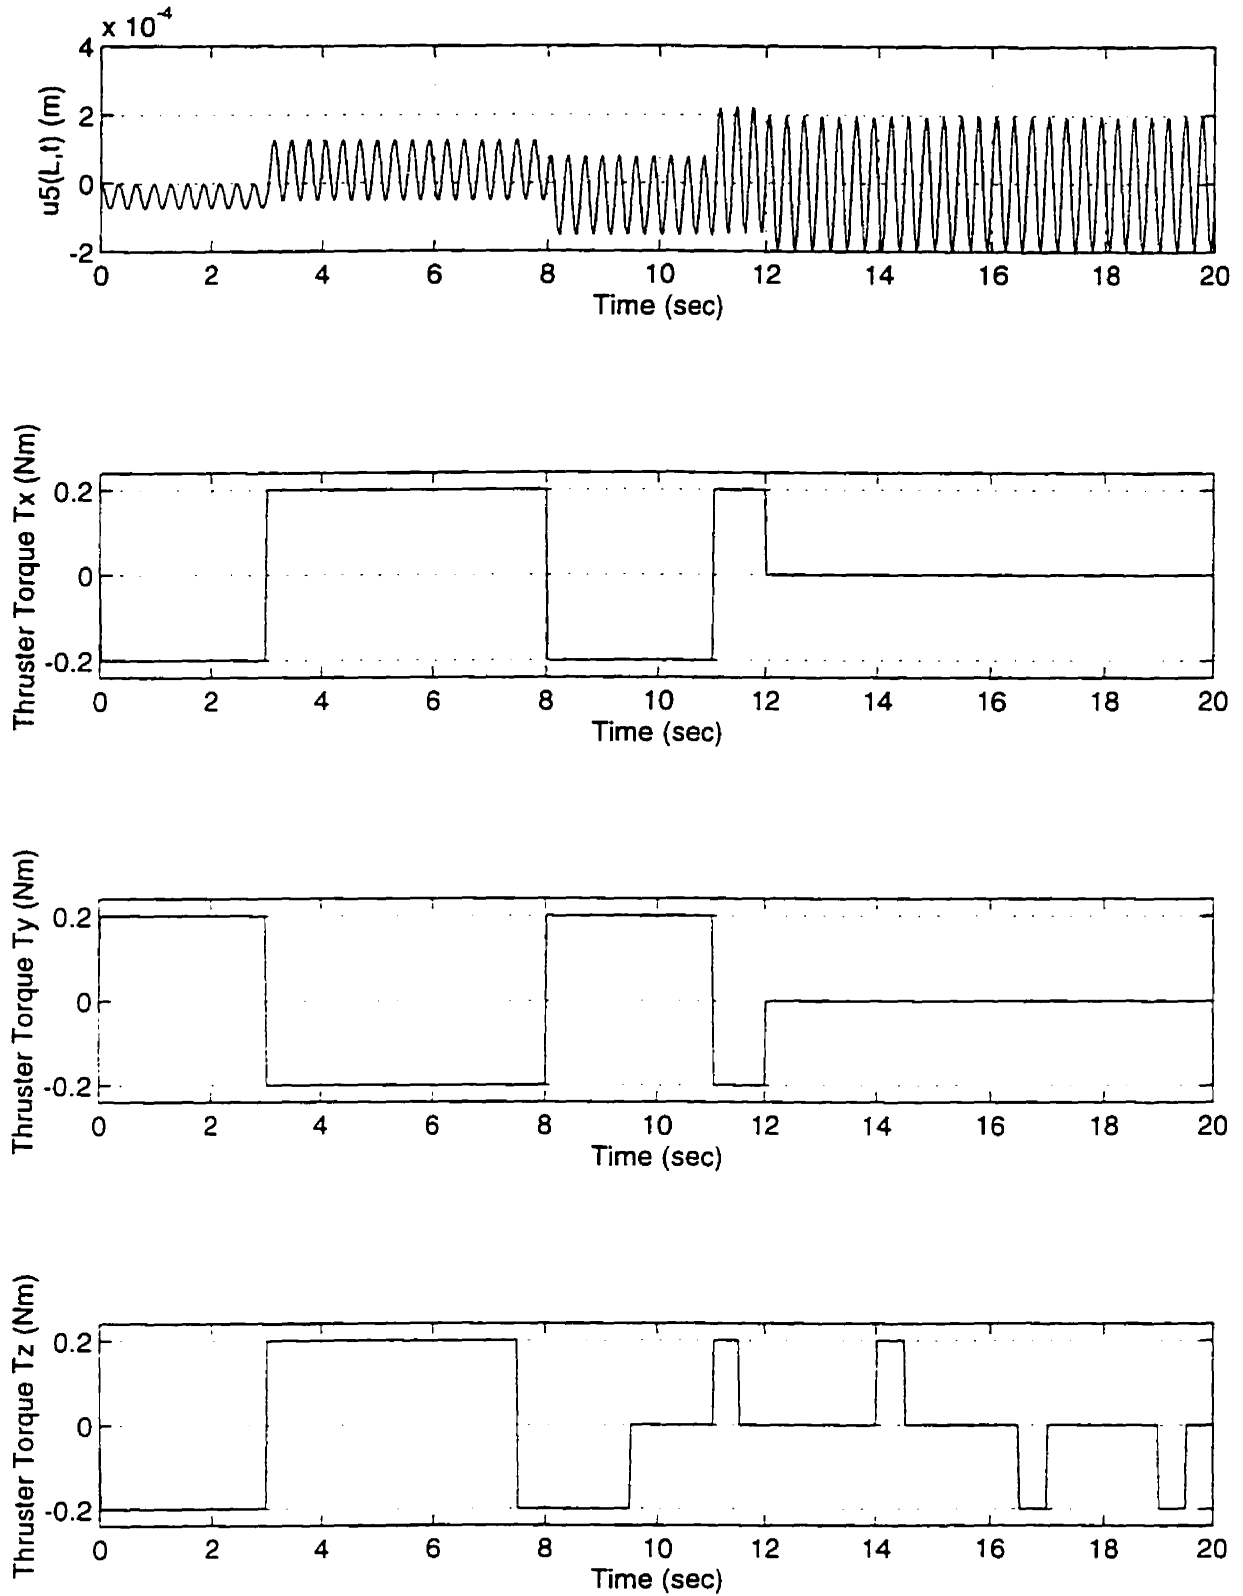 x 10^-4
u5(L,t) (m)
4
2
0
-2
0 2 4 6 8 10 12 14 16 18 20
Time (sec)
Thruster Torque Tx (Nm)
0.2
0
-0.2
0 2 4 6 8 10 12 14 16 18 20
Time (sec)
Thruster Torque Ty (Nm)
0.2
0
-0.2
0 2 4 6 8 10 12 14 16 18 20
Time (sec)
Thruster Torque Tz (Nm)
0.2
0
-0.2
0 2 4 6 8 10 12 14 16 18 20
Time (sec)